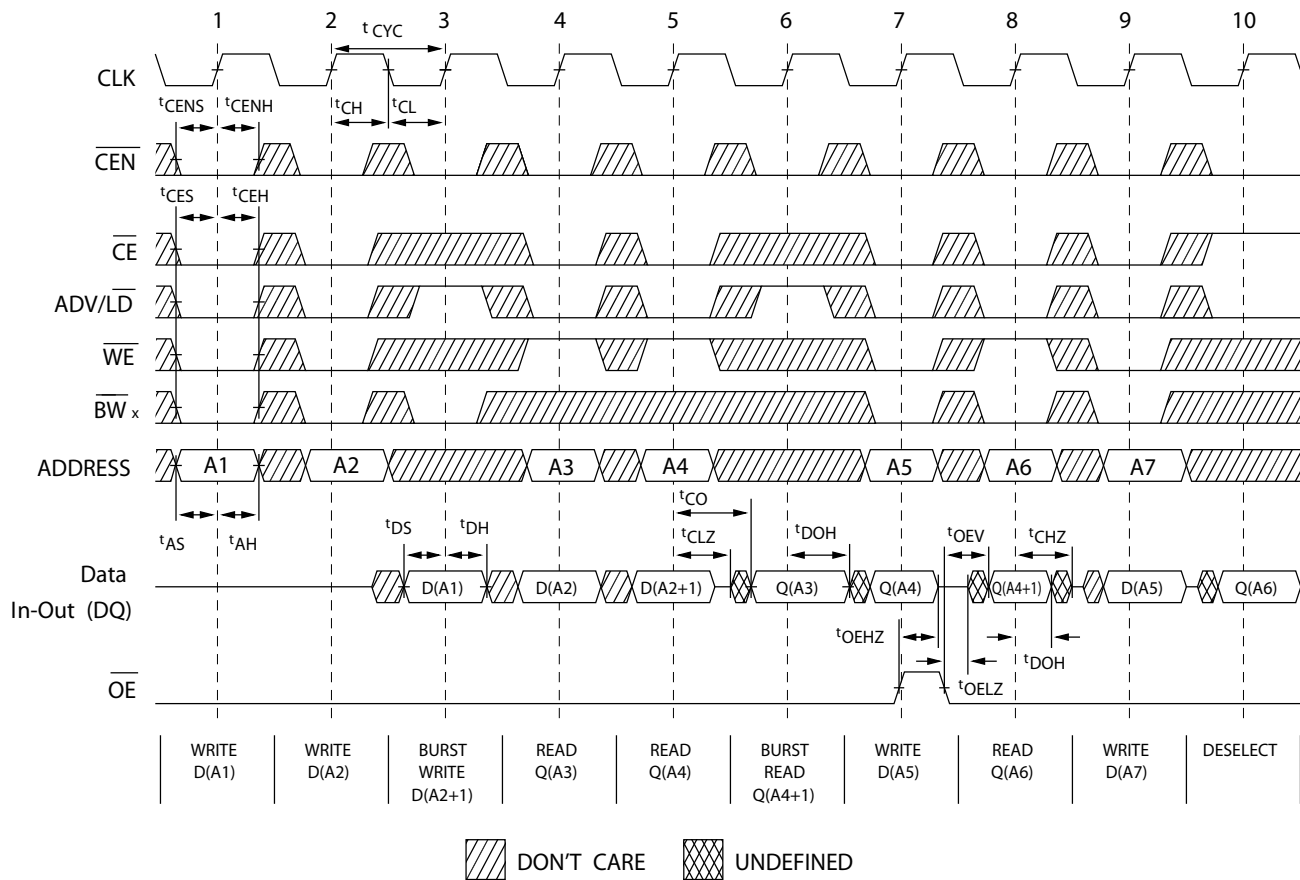 1 2 3 4 5 6 7 8 9 10
t CYC
CLK
tCENS tCENH tCH tCL
CEN
tCES tCEH
CE
ADV/LD
WE
BW x
ADDRESS A1 A2 A3 A4 A5 A6 A7
tCO
tAS tAH tDS tDH tCLZ tDOH tOEV tCHZ
Data
In-Out (DQ)
D(A1) D(A2) D(A2+1) Q(A3) Q(A4) Q(A4+1) D(A5) Q(A6)
tOEHZ tDOH
tOELZ
OE
WRITE WRITE BURST READ READ BURST WRITE READ WRITE DESELECT
D(A1) D(A2) WRITE Q(A3) Q(A4) READ D(A5) Q(A6) D(A7)
D(A2+1) Q(A4+1)
DON'T CARE UNDEFINED